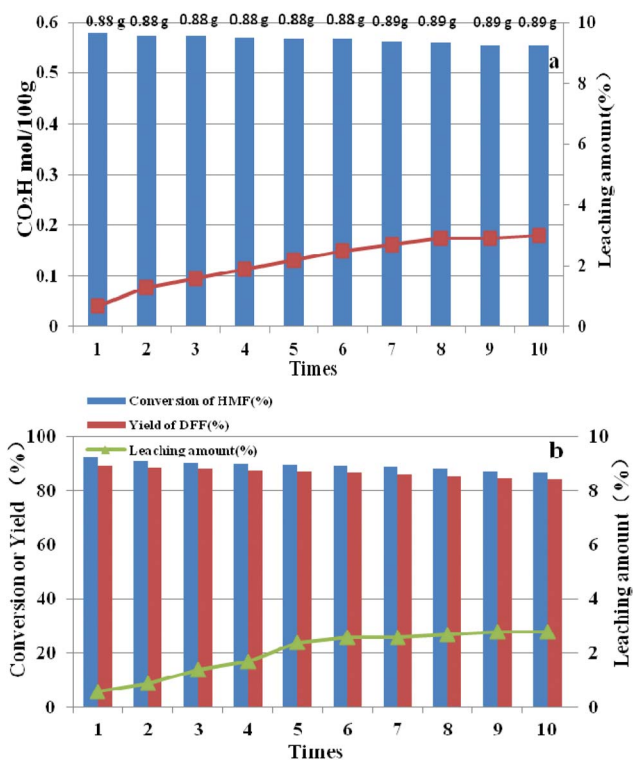 0.88 g 0.88 g 0.88 g 0.88 g 0.88g 0.88 g 0.89g 0.89 g 0.89 g 0.89 g
a
CO₂H mol/100g
0.6
0.5
0.4
0.3
0.2
0.1
0
10
8
6
4
2
0
Leaching amount(%)
1 2 3 4 5 6 7 8 9 10
Times
Conversion of HMF(%)
Yield of DFF(%)
Leaching amount(%)
b
Conversion or Yield （%）
100
80
60
40
20
0
10
8
6
4
2
0
Leaching amount（%）
1 2 3 4 5 6 7 8 9 10
Times